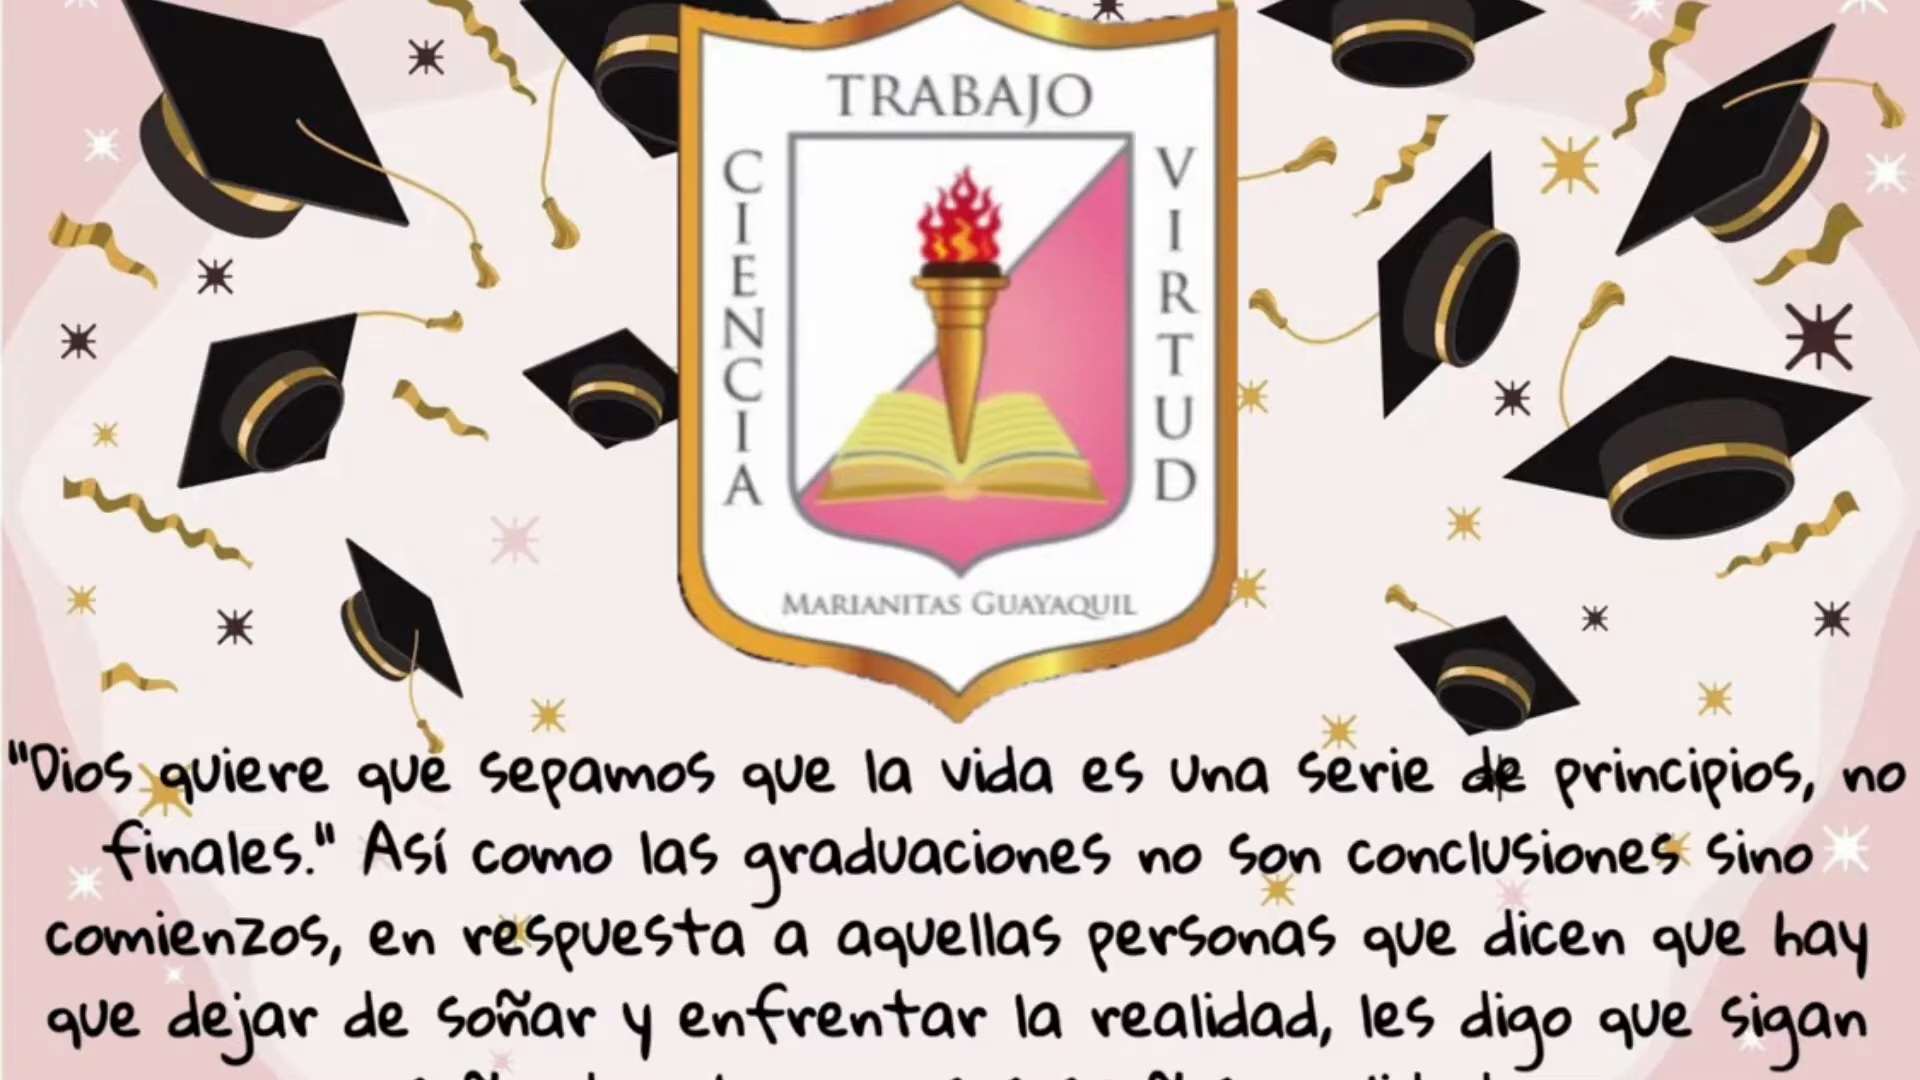 TRABAJO
CIENCIA
VIRTUD
MARIANITAS GUAYAQUIL
"Dios quiere que sepamos que la vida es una serie de principios, no
finales." Así como las graduaciones no son conclusiones sino
comienzos, en respuesta a aquellas personas que dicen que hay
que dejar de soñar y enfrentar la realidad, les digo que sigan